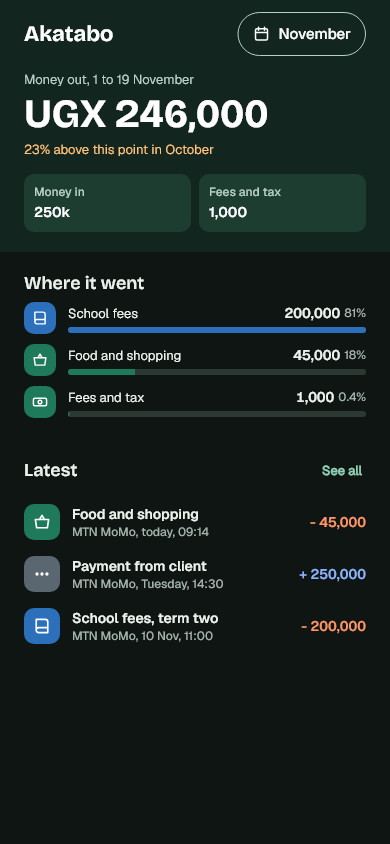 Akatabo
November
Money out, 1 to 19 November
UGX 246,000
23% above this point in October
Money in
250k
Fees and tax
1,000
Where it went
School fees 200,000 81%
Food and shopping 45,000 18%
Fees and tax 1,000 0.4%
Latest See all
Food and shopping
MTN MoMo, today, 09:14
- 45,000
Payment from client
MTN MoMo, Tuesday, 14:30
+ 250,000
School fees, term two
MTN MoMo, 10 Nov, 11:00
- 200,000